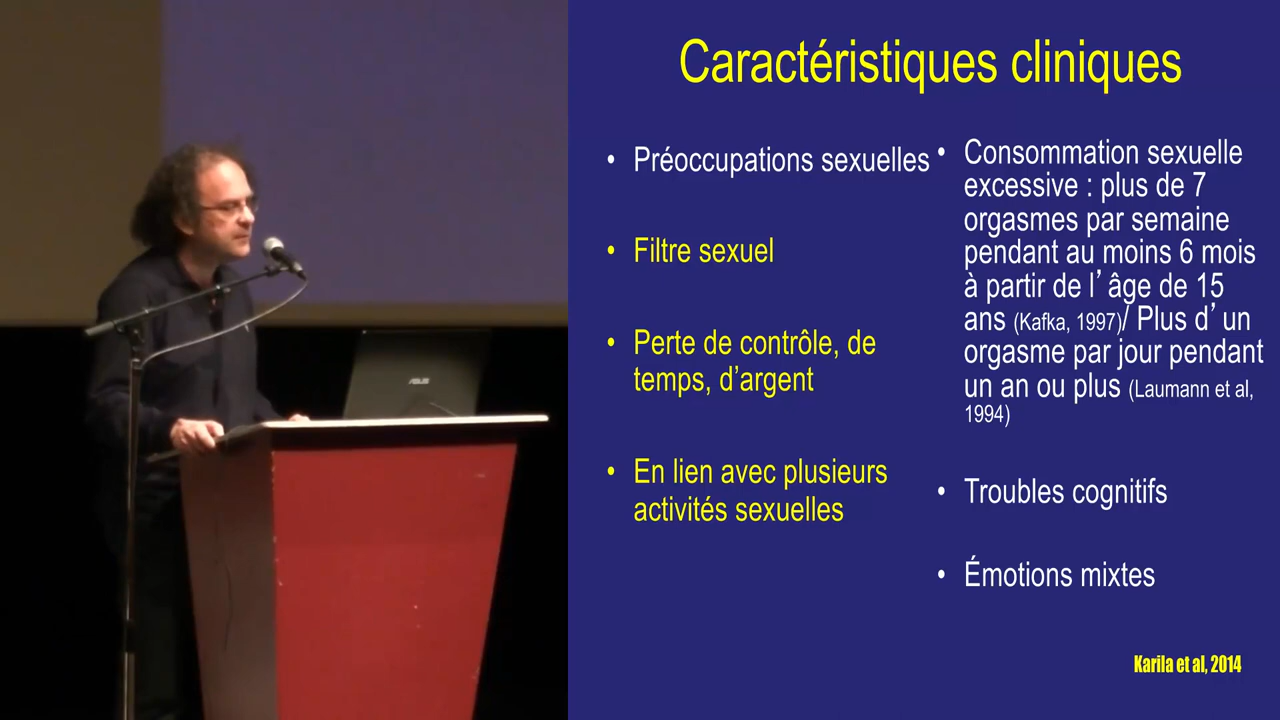 Caractéristiques cliniques
• Préoccupations sexuelles
• Filtre sexuel
• Perte de contrôle, de
temps, d’argent
• En lien avec plusieurs
activités sexuelles
• Consommation sexuelle
excessive : plus de 7
orgasmes par semaine
pendant au moins 6 mois
à partir de l’âge de 15
ans (Kafka, 1997)/ Plus d’un
orgasme par jour pendant
un an ou plus (Laumann et al,
1994)
• Troubles cognitifs
• Émotions mixtes
Karila et al, 2014
ASUS